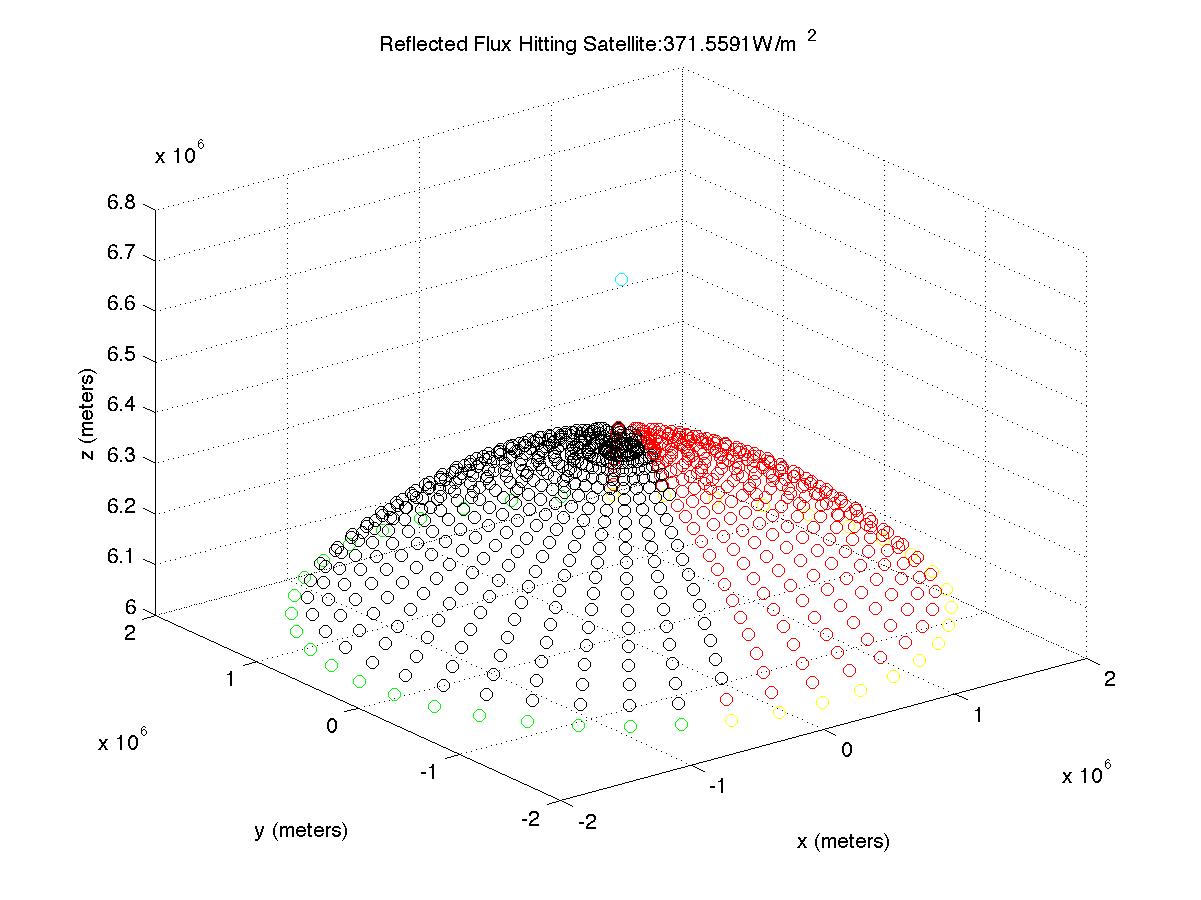 Reflected Flux Hitting Satellite:371.5591W/m 2
x 10^6
6.8
6.7
6.6
6.5
6.4
6.3
6.2
6.1
6
z (meters)
2
1
0
-1
-2
x 10^6
y (meters)
-2
-1
0
1
2
x 10^6
x (meters)